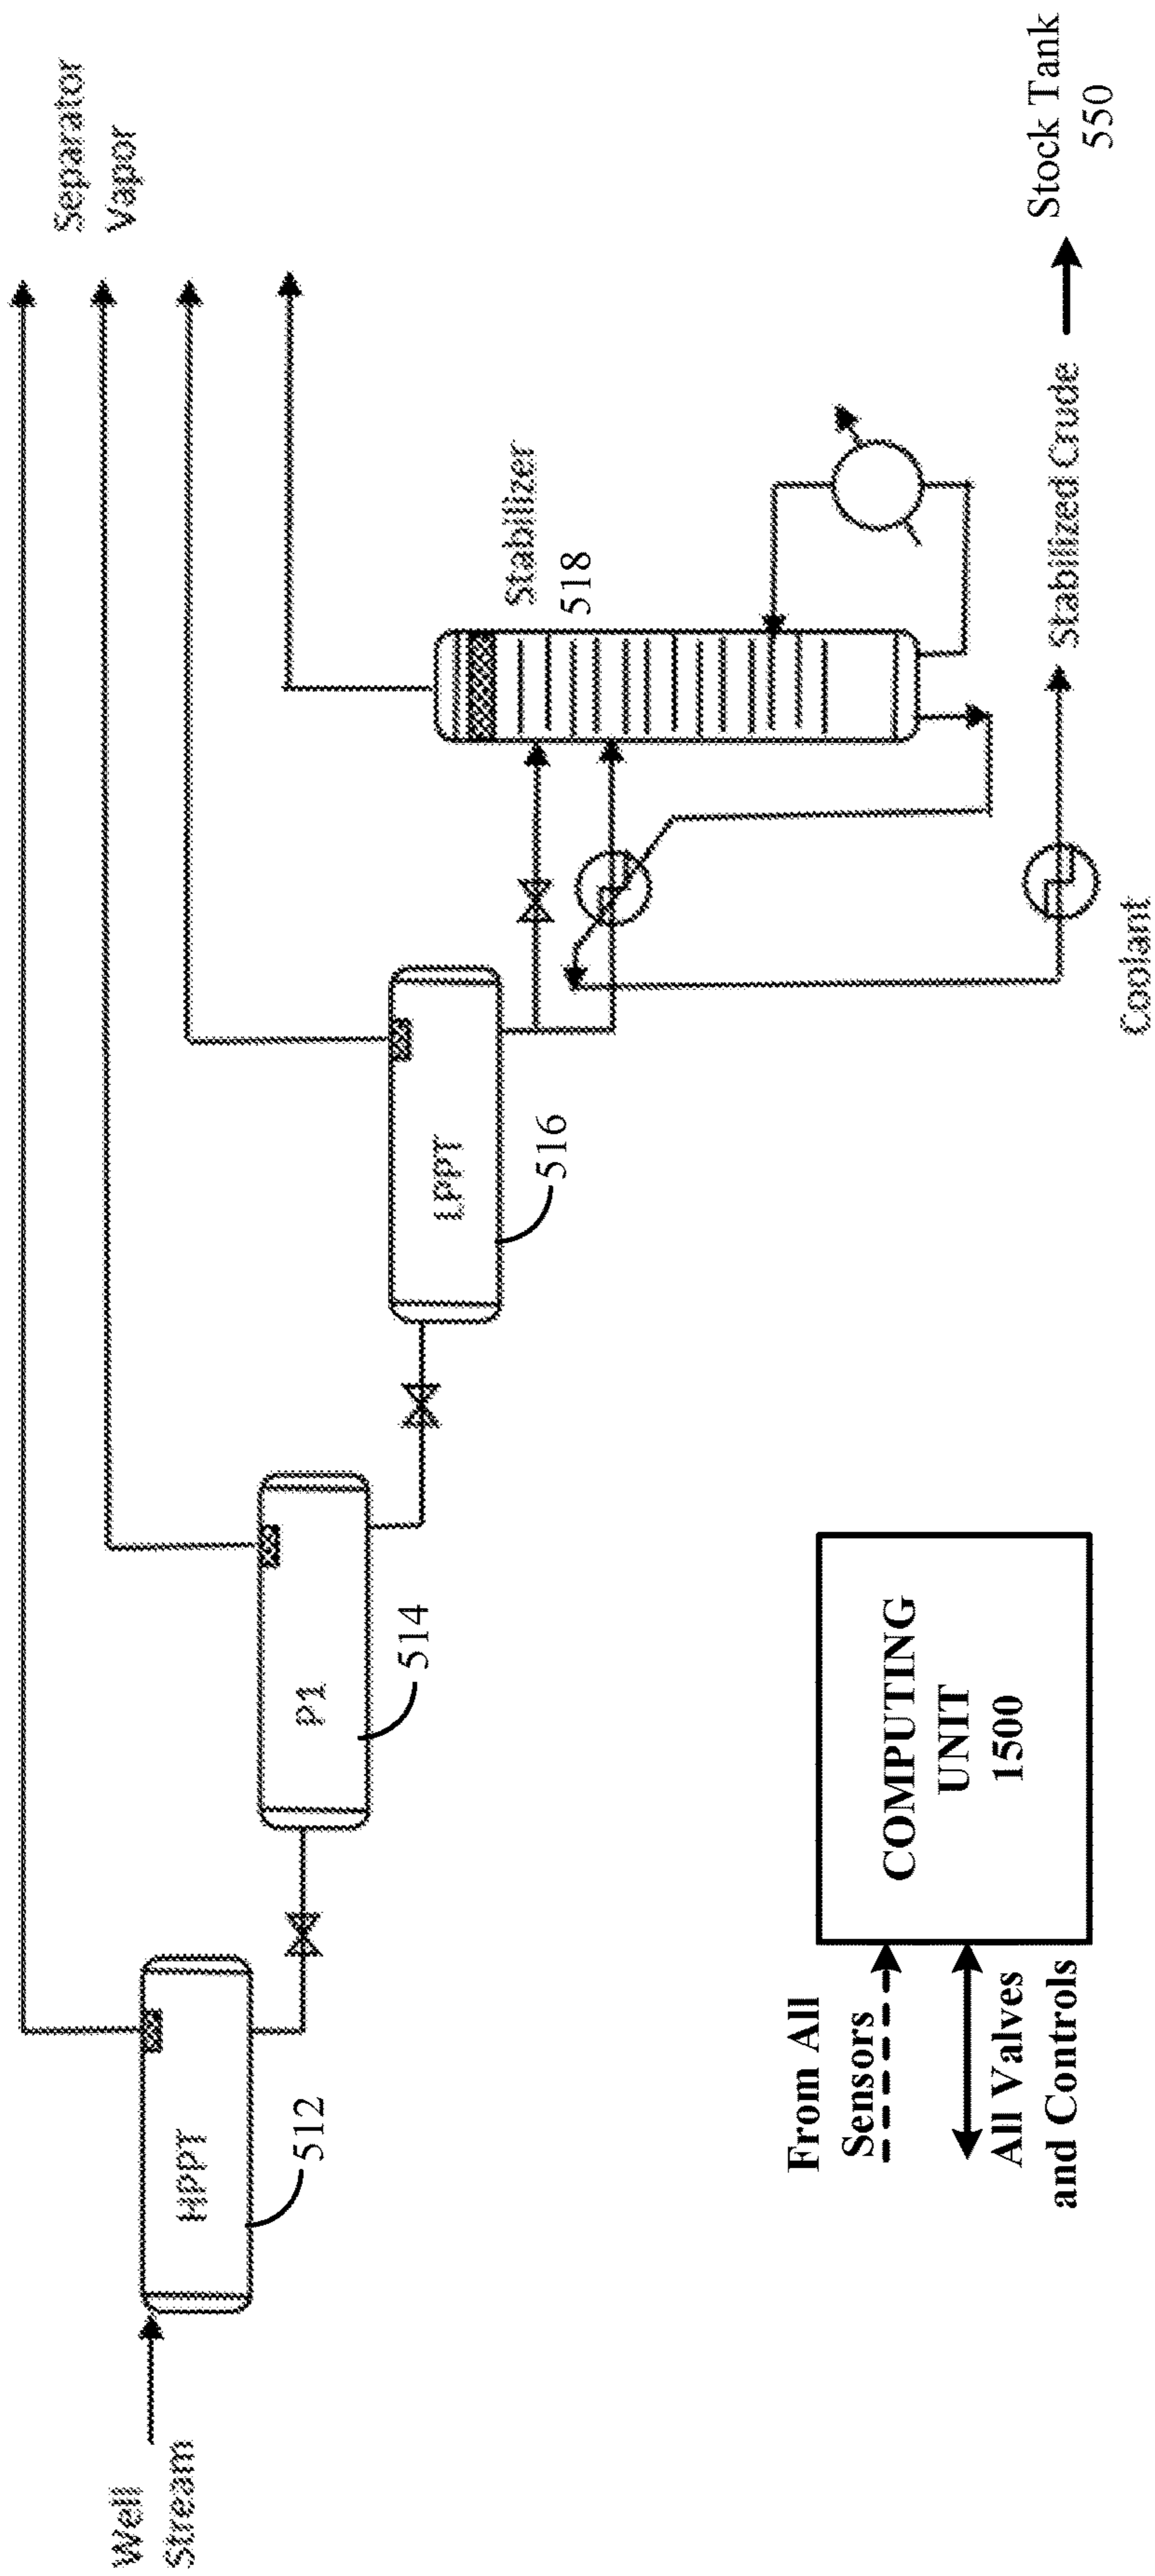 Well
Stream
HPPT
512
P1
514
LPPT
516
Stabilizer
518
Separator
Vapor
Coolant
Stabilized Crude
Stock Tank
550
From All
Sensors
All Valves
and Controls
COMPUTING
UNIT
1500